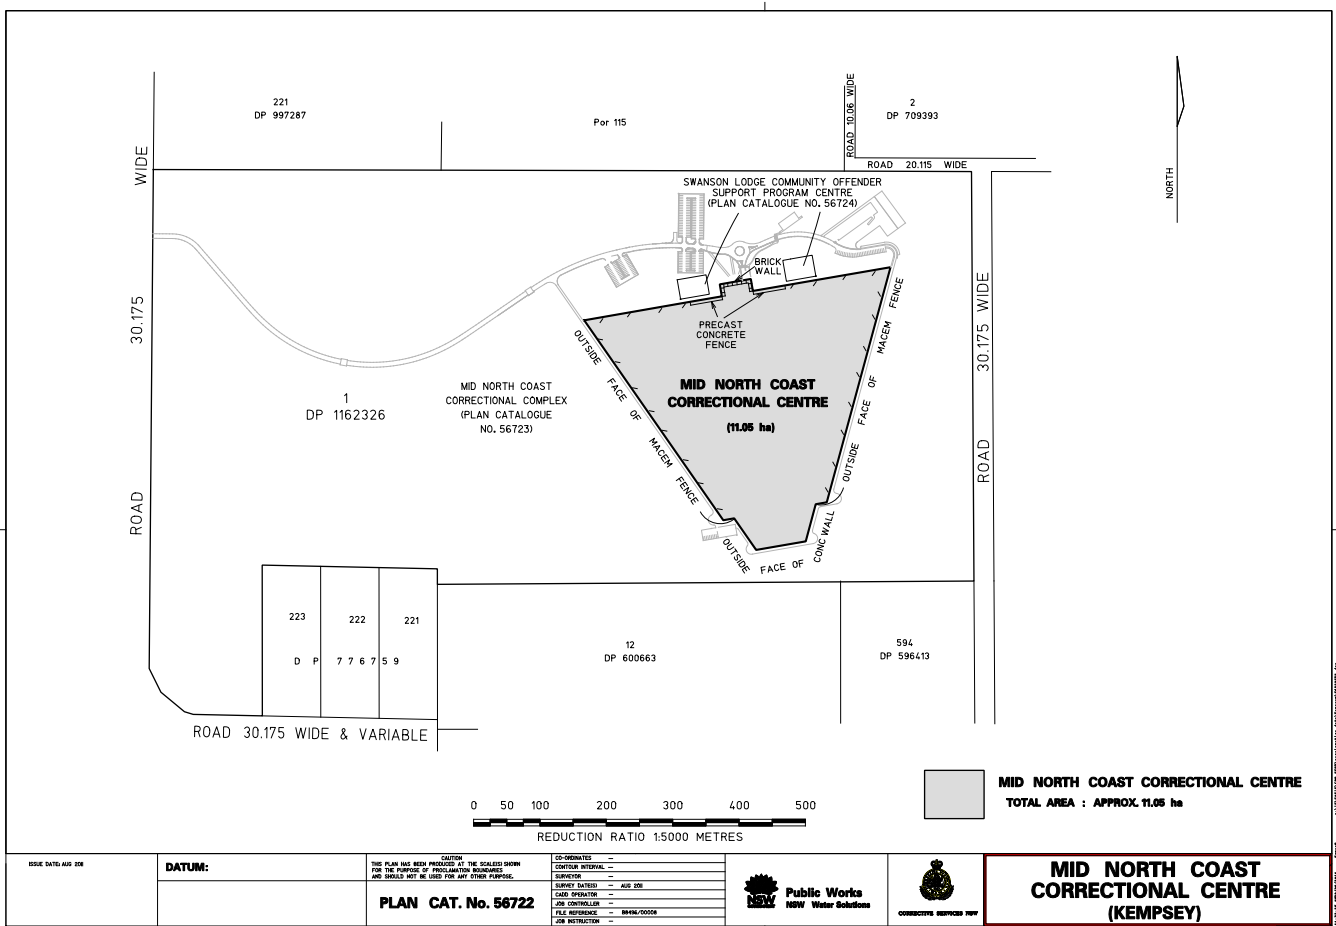 221
DP 997287
Por 115
ROAD 10.06 WIDE
2
DP 709393
ROAD 20.115 WIDE
NORTH
ROAD 30.175 WIDE
SWANSON LODGE COMMUNITY OFFENDER
SUPPORT PROGRAM CENTRE
(PLAN CATALOGUE NO. 56724)
BRICK
WALL
PRECAST
CONCRETE
FENCE
OUTSIDE FACE OF MACEM FENCE
OUTSIDE FACE OF MACEM FENCE
ROAD 30.175 WIDE
1
DP 1162326
MID NORTH COAST
CORRECTIONAL COMPLEX
(PLAN CATALOGUE
NO. 56723)
MID NORTH COAST
CORRECTIONAL CENTRE
(11.05 ha)
OUTSIDE FACE OF CONC WALL
223
222
221
D P 7 7 6 7 5 9
12
DP 600663
594
DP 596413
ROAD 30.175 WIDE & VARIABLE
MID NORTH COAST CORRECTIONAL CENTRE
TOTAL AREA : APPROX. 11.05 ha
0 50 100 200 300 400 500
REDUCTION RATIO 1:5000 METRES
DATUM:
CAUTION
THIS PLAN HAS BEEN PRODUCED AT THE SCALE(S) SHOWN
FOR THE PURPOSE OF PROCLAMATION BOUNDARIES
AND SHOULD NOT BE USED FOR ANY OTHER PURPOSE.
PLAN CAT. No. 56722
CO-ORDINATES –
CONTOUR INTERVAL –
SURVEYOR –
SURVEY DATE(S) – AUG 2011
CADD OPERATOR –
JOB CONTROLLER –
FILE REFERENCE –
JOB INSTRUCTION –
NSW
Public Works
NSW Water Solutions
CORRECTIVE SERVICES NSW
MID NORTH COAST
CORRECTIONAL CENTRE
(KEMPSEY)